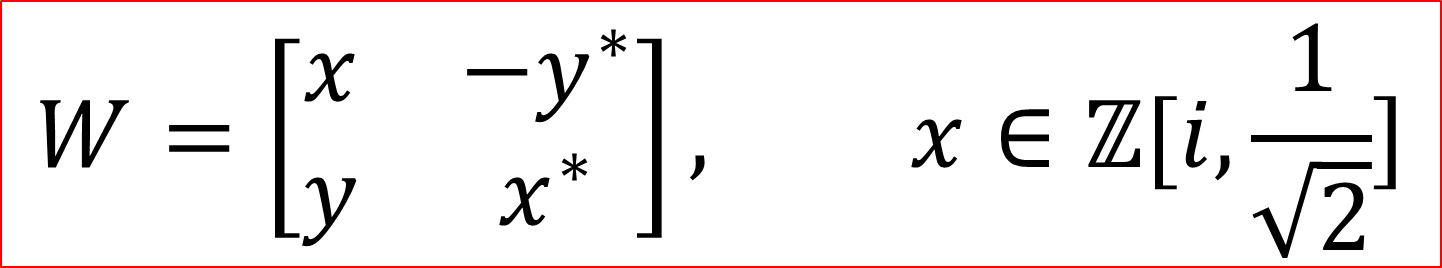 W = [x −y* y x*] , x ∈ ℤ[i, 1/√2]